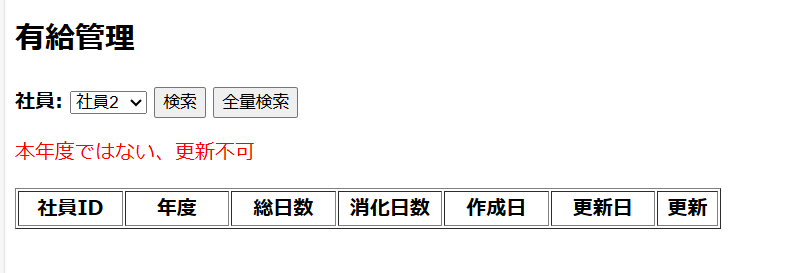 有給管理
社員: 社員2 検索 全量検索
本年度ではない、更新不可
社員ID 年度 総日数 消化日数 作成日 更新日 更新